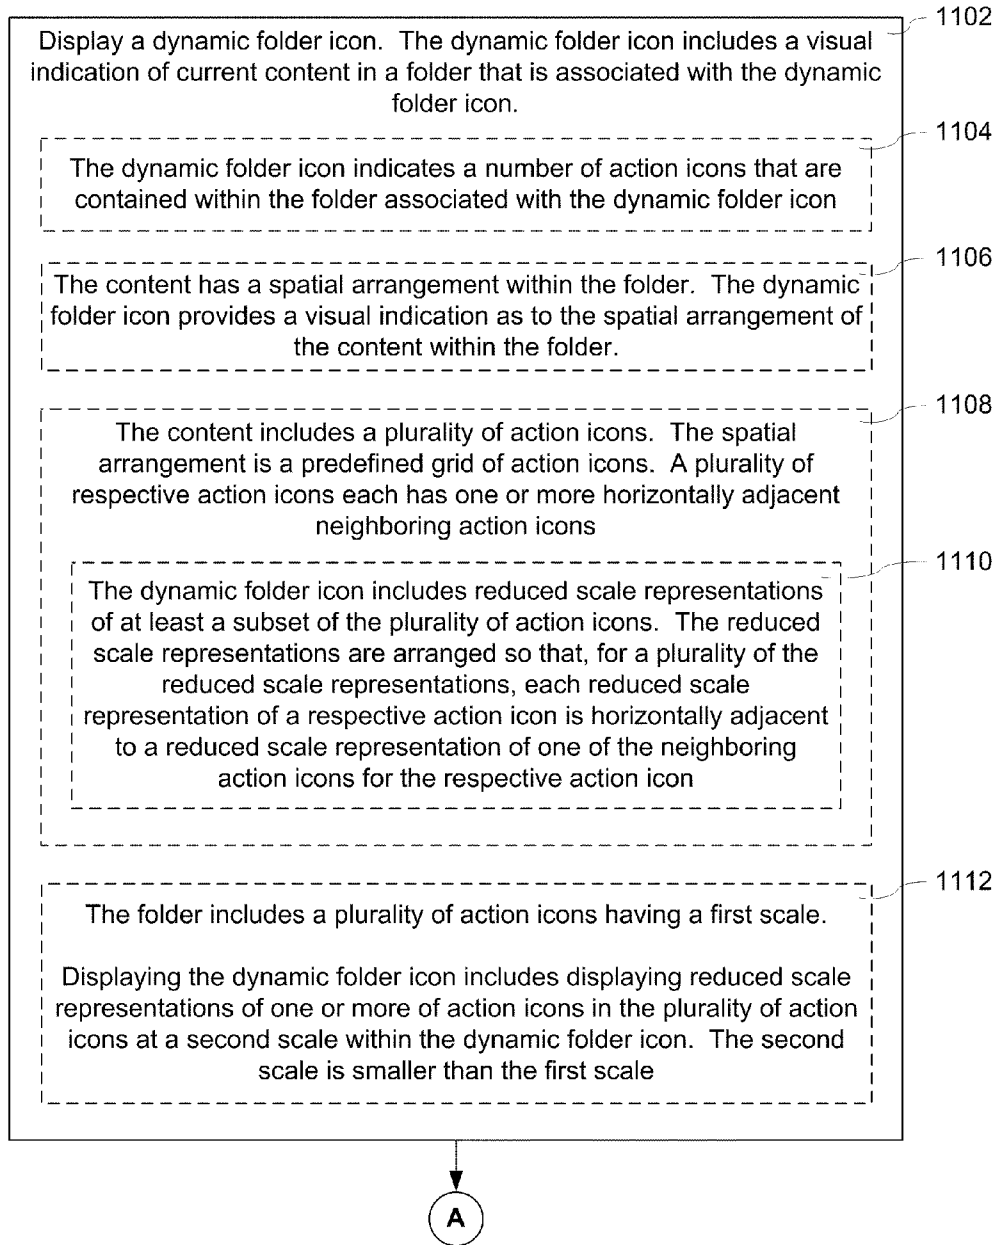 1102
Display a dynamic folder icon.  The dynamic folder icon includes a visual
indication of current content in a folder that is associated with the dynamic
folder icon.
1104
The dynamic folder icon indicates a number of action icons that are
contained within the folder associated with the dynamic folder icon
1106
The content has a spatial arrangement within the folder.  The dynamic
folder icon provides a visual indication as to the spatial arrangement of
the content within the folder.
1108
The content includes a plurality of action icons.  The spatial
arrangement is a predefined grid of action icons.  A plurality of
respective action icons each has one or more horizontally adjacent
neighboring action icons
1110
The dynamic folder icon includes reduced scale representations
of at least a subset of the plurality of action icons.  The reduced
scale representations are arranged so that, for a plurality of the
reduced scale representations, each reduced scale
representation of a respective action icon is horizontally adjacent
to a reduced scale representation of one of the neighboring
action icons for the respective action icon
1112
The folder includes a plurality of action icons having a first scale.
Displaying the dynamic folder icon includes displaying reduced scale
representations of one or more of action icons in the plurality of action
icons at a second scale within the dynamic folder icon.  The second
scale is smaller than the first scale
A